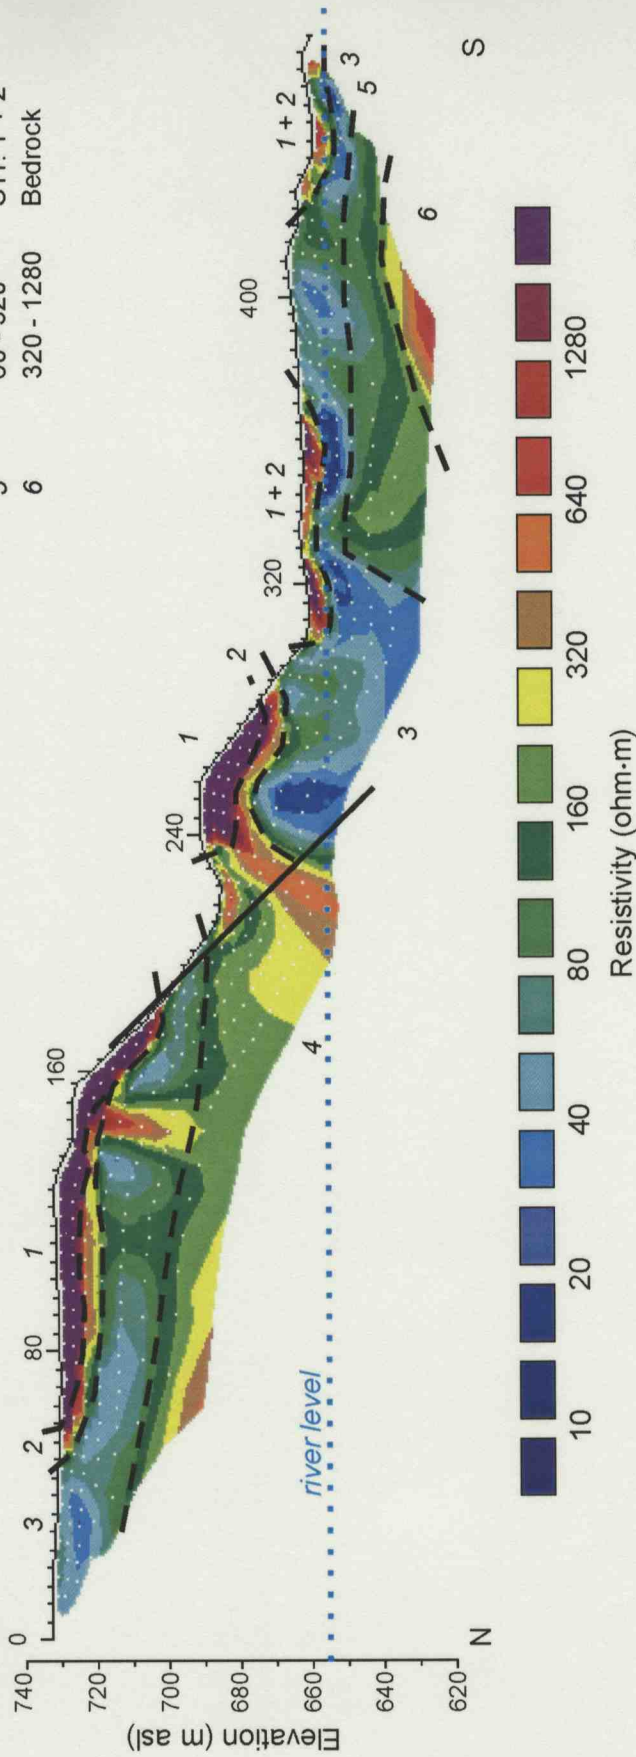 6 320 - 1280 Bedrock
0 3 2 80 1 160 240 1 2 320 1 + 2 400 1 + 2
3
5
6
3
4
740
720
700
680
660
640
620
Elevation (m asl)
river level
N S
10 20 40 80 160 320 640 1280
Resistivity (ohm·m)